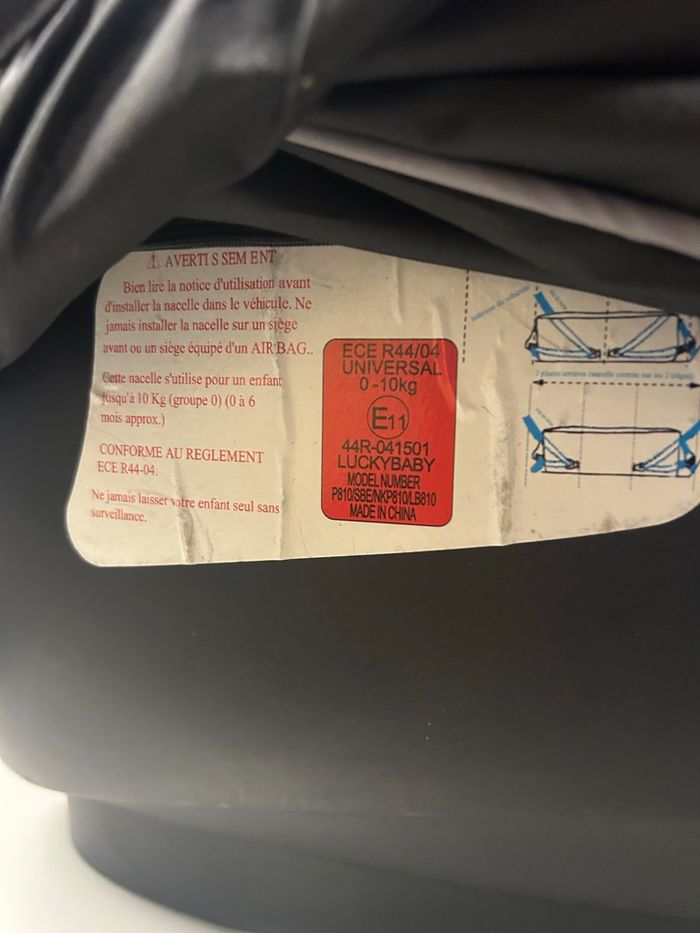 ⚠ AVERTI S SEM ENT
Bien lire la notice d'utilisation avant
d'installer la nacelle dans le véhicule. Ne
jamais installer la nacelle sur un siège
avant ou un siège équipé d'un AIR BAG..
Cette nacelle s'utilise pour un enfant
jusqu'à 10 Kg (groupe 0) (0 à 6
mois approx.)
CONFORME AU REGLEMENT
ECE R44-04.
Ne jamais laisser votre enfant seul sans
surveillance.
ECE R44/04
UNIVERSAL
0 -10kg
E11
44R-041501
LUCKYBABY
MODEL NUMBER
P810/S8E/NKP810/LB810
MADE IN CHINA